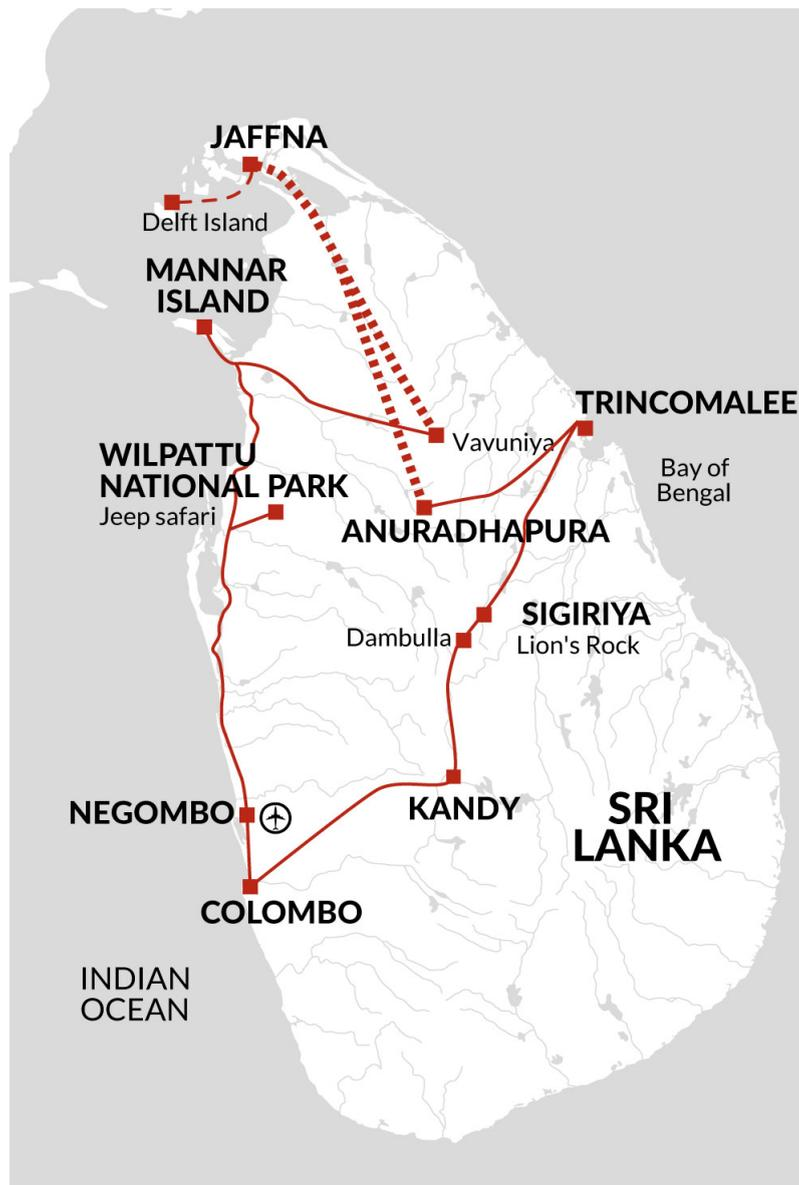 JAFFNA
Delft Island
MANNAR
ISLAND
TRINCOMALEE
Vavuniya
WILPATTU
NATIONAL PARK
Jeep safari
Bay of
Bengal
ANURADHAPURA
SIGIRIYA
Lion's Rock
Dambulla
NEGOMBO
KANDY
SRI
LANKA
COLOMBO
INDIAN
OCEAN